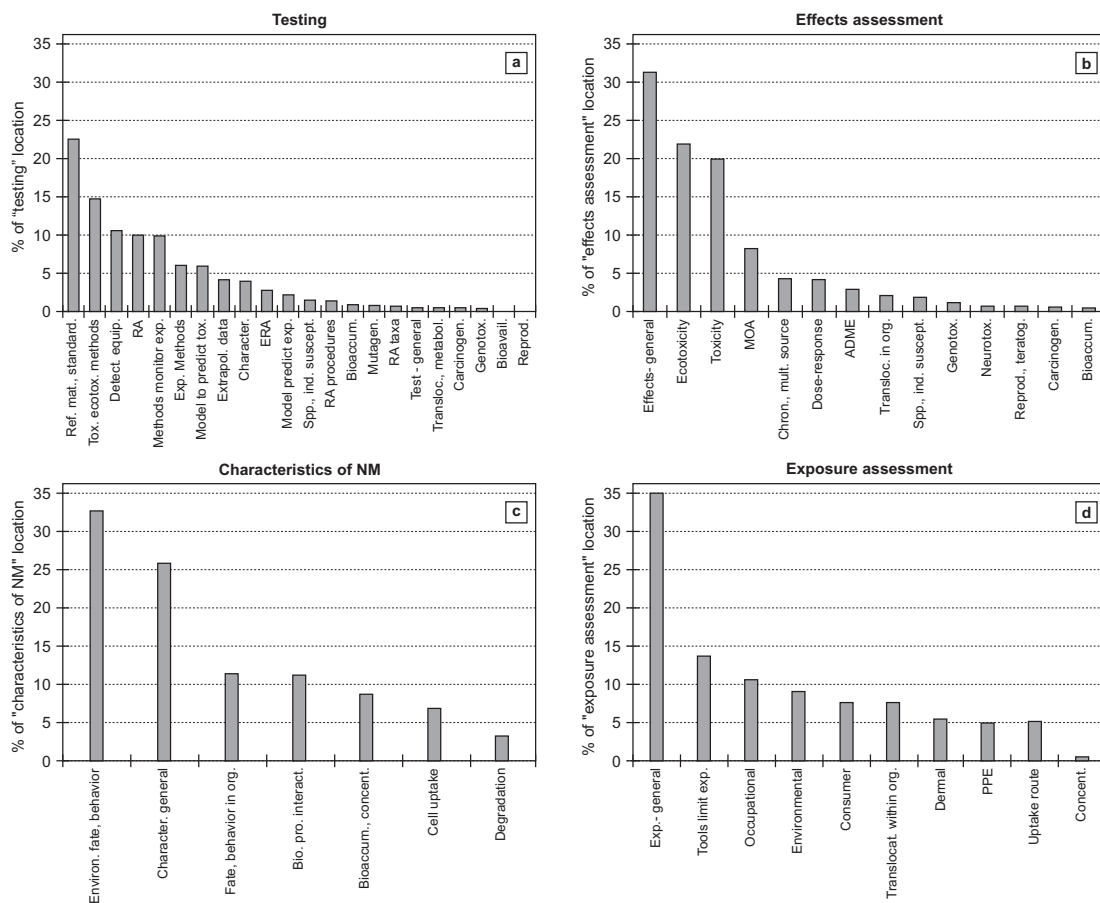 Testing
a
% of "testing" location
35
30
25
20
15
10
5
0
Ref. mat., standard.
Tox. ecotox. methods
Detect. equip.
RA
Methods monitor exp.
Exp. Methods
Model to predict tox.
Extrapol. data
Character.
ERA
Model predict exp.
Spp., ind. suscept.
RA procedures
Bioaccum.
Mutagen.
RA taxa
Test - general
Transloc., metabol.
Carcinogen.
Genotox.
Bioavail.
Reprod.
Effects assessment
b
% of "effects assessment" location
35
30
25
20
15
10
5
0
Effects- general
Ecotoxicity
Toxicity
MOA
Chron., mult. source
Dose-response
ADME
Transloc. in org.
Spp., ind. suscept.
Genotox.
Neurotox.
Reprod., teratog.
Carcinogen.
Bioaccum.
Characteristics of NM
c
% of "characteristics of NM" location
35
30
25
20
15
10
5
0
Environ. fate, behavior
Character. general
Fate, behavior in org.
Bio. pro. interact.
Bioaccum., concent.
Cell uptake
Degradation
Exposure assessment
d
% of "exposure assessment" location
35
30
25
20
15
10
5
0
Exp.- general
Tools limit exp.
Occupational
Environmental
Consumer
Translocat. within org.
Dermal
PPE
Uptake route
Concent.